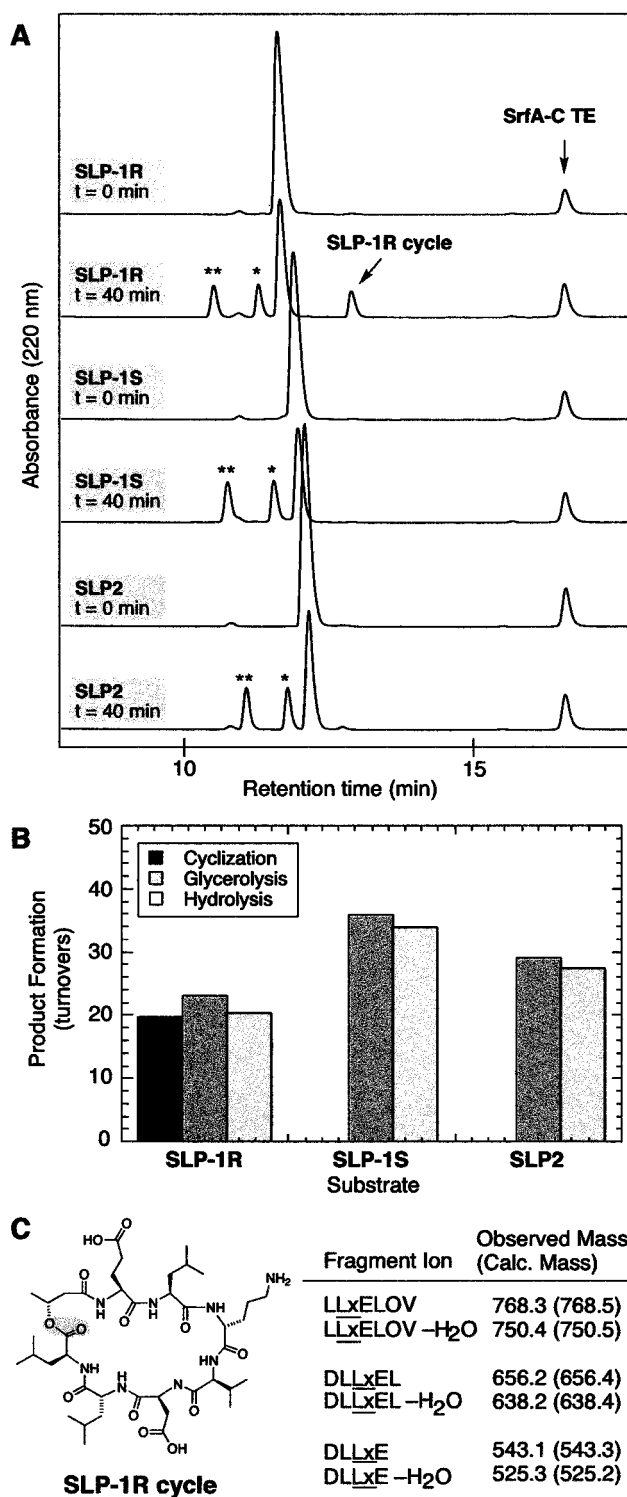 A
SrfA-C TE
SLP-1R
t = 0 min
SLP-1R
t = 40 min
**
*
SLP-1R cycle
SLP-1S
t = 0 min
SLP-1S
t = 40 min
**
*
SLP2
t = 0 min
SLP2
t = 40 min
**
*
Absorbance (220 nm)
10
15
Retention time (min)
B
50
40
30
20
10
0
Cyclization
Glycerolysis
Hydrolysis
Product Formation
(turnovers)
SLP-1R
SLP-1S
SLP2
Substrate
C
O
HO
NH2
O
O
O
N
H
N
H
O
HN
O
O
O
NH
NH
O
H
N
O
N
H
O
H
N
O
O
OH
SLP-1R cycle
Fragment Ion
Observed Mass
(Calc. Mass)
LLxELOV 768.3 (768.5)
LLxELOV –H2O 750.4 (750.5)
DLLxEL 656.2 (656.4)
DLLxEL –H2O 638.2 (638.4)
DLLxE 543.1 (543.3)
DLLxE –H2O 525.3 (525.2)